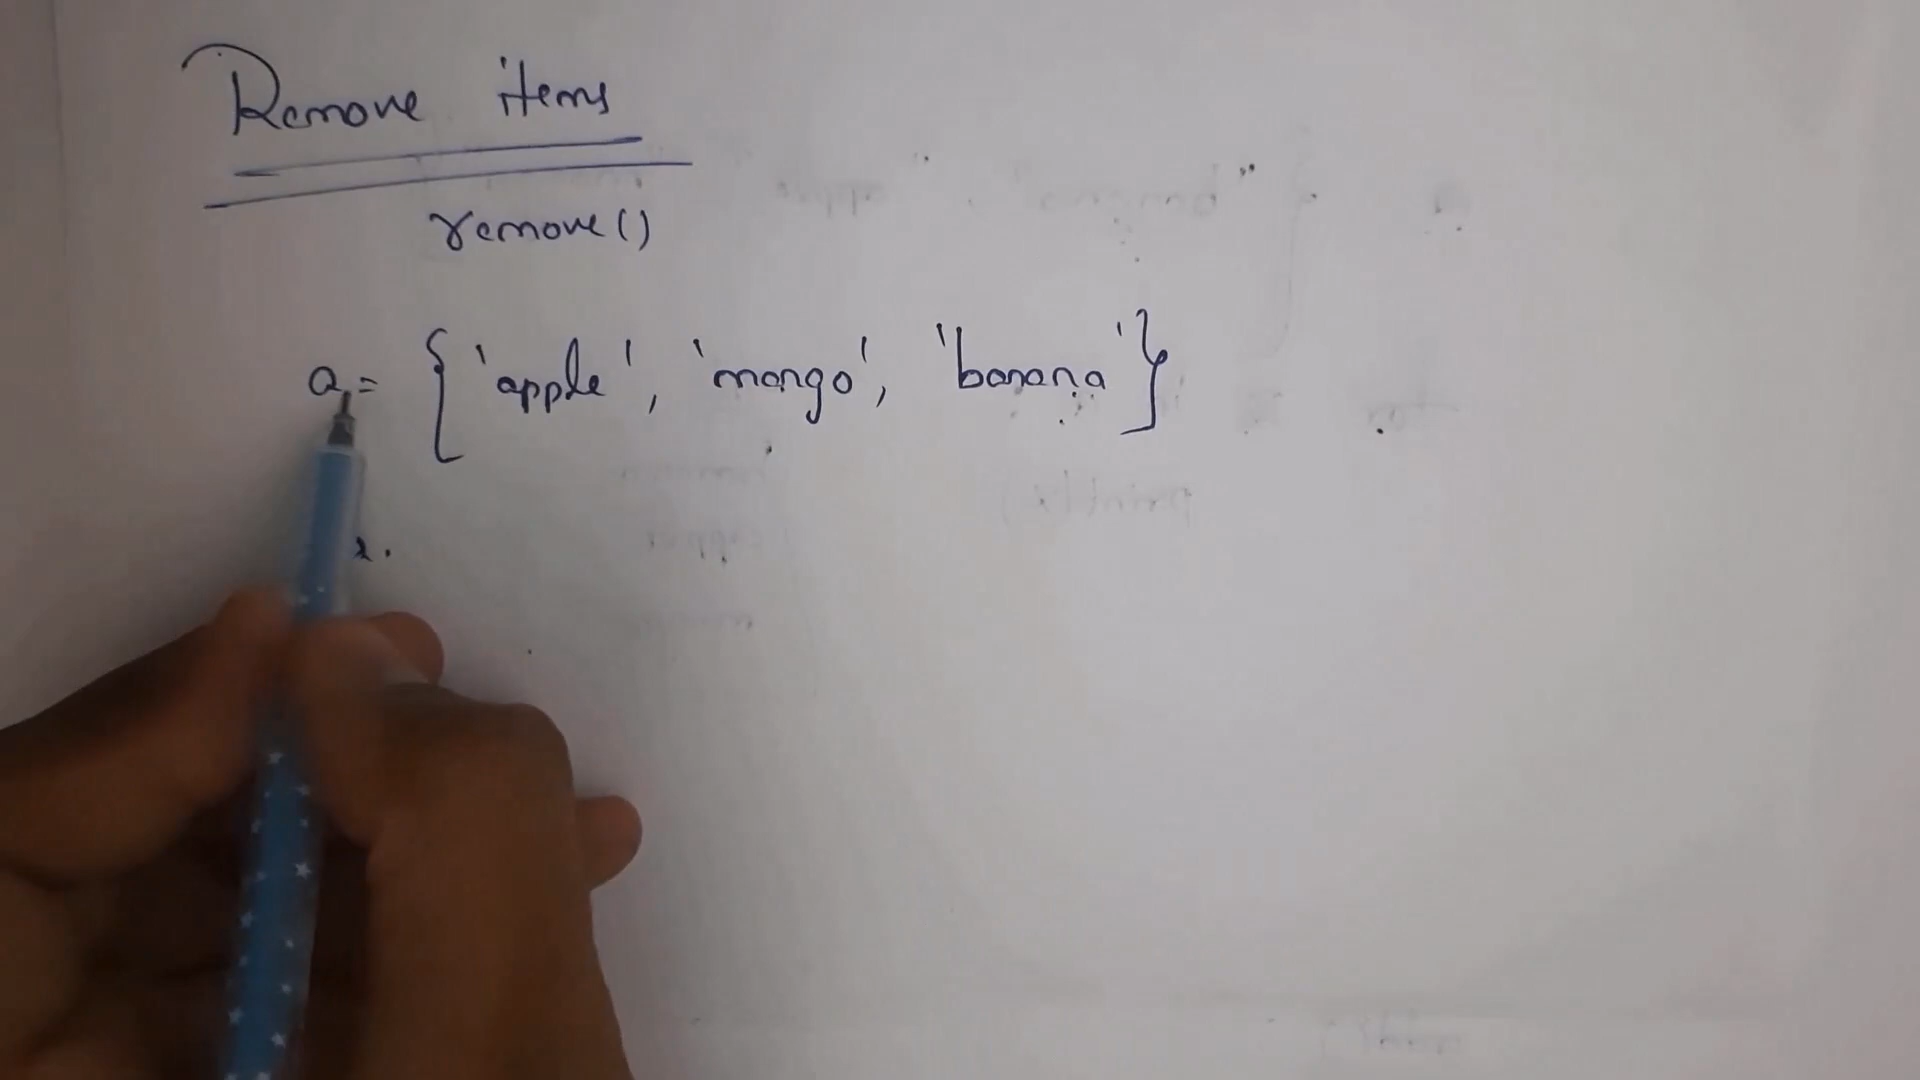 Remove items
remove()
a = { 'apple', 'mango', 'banana' }